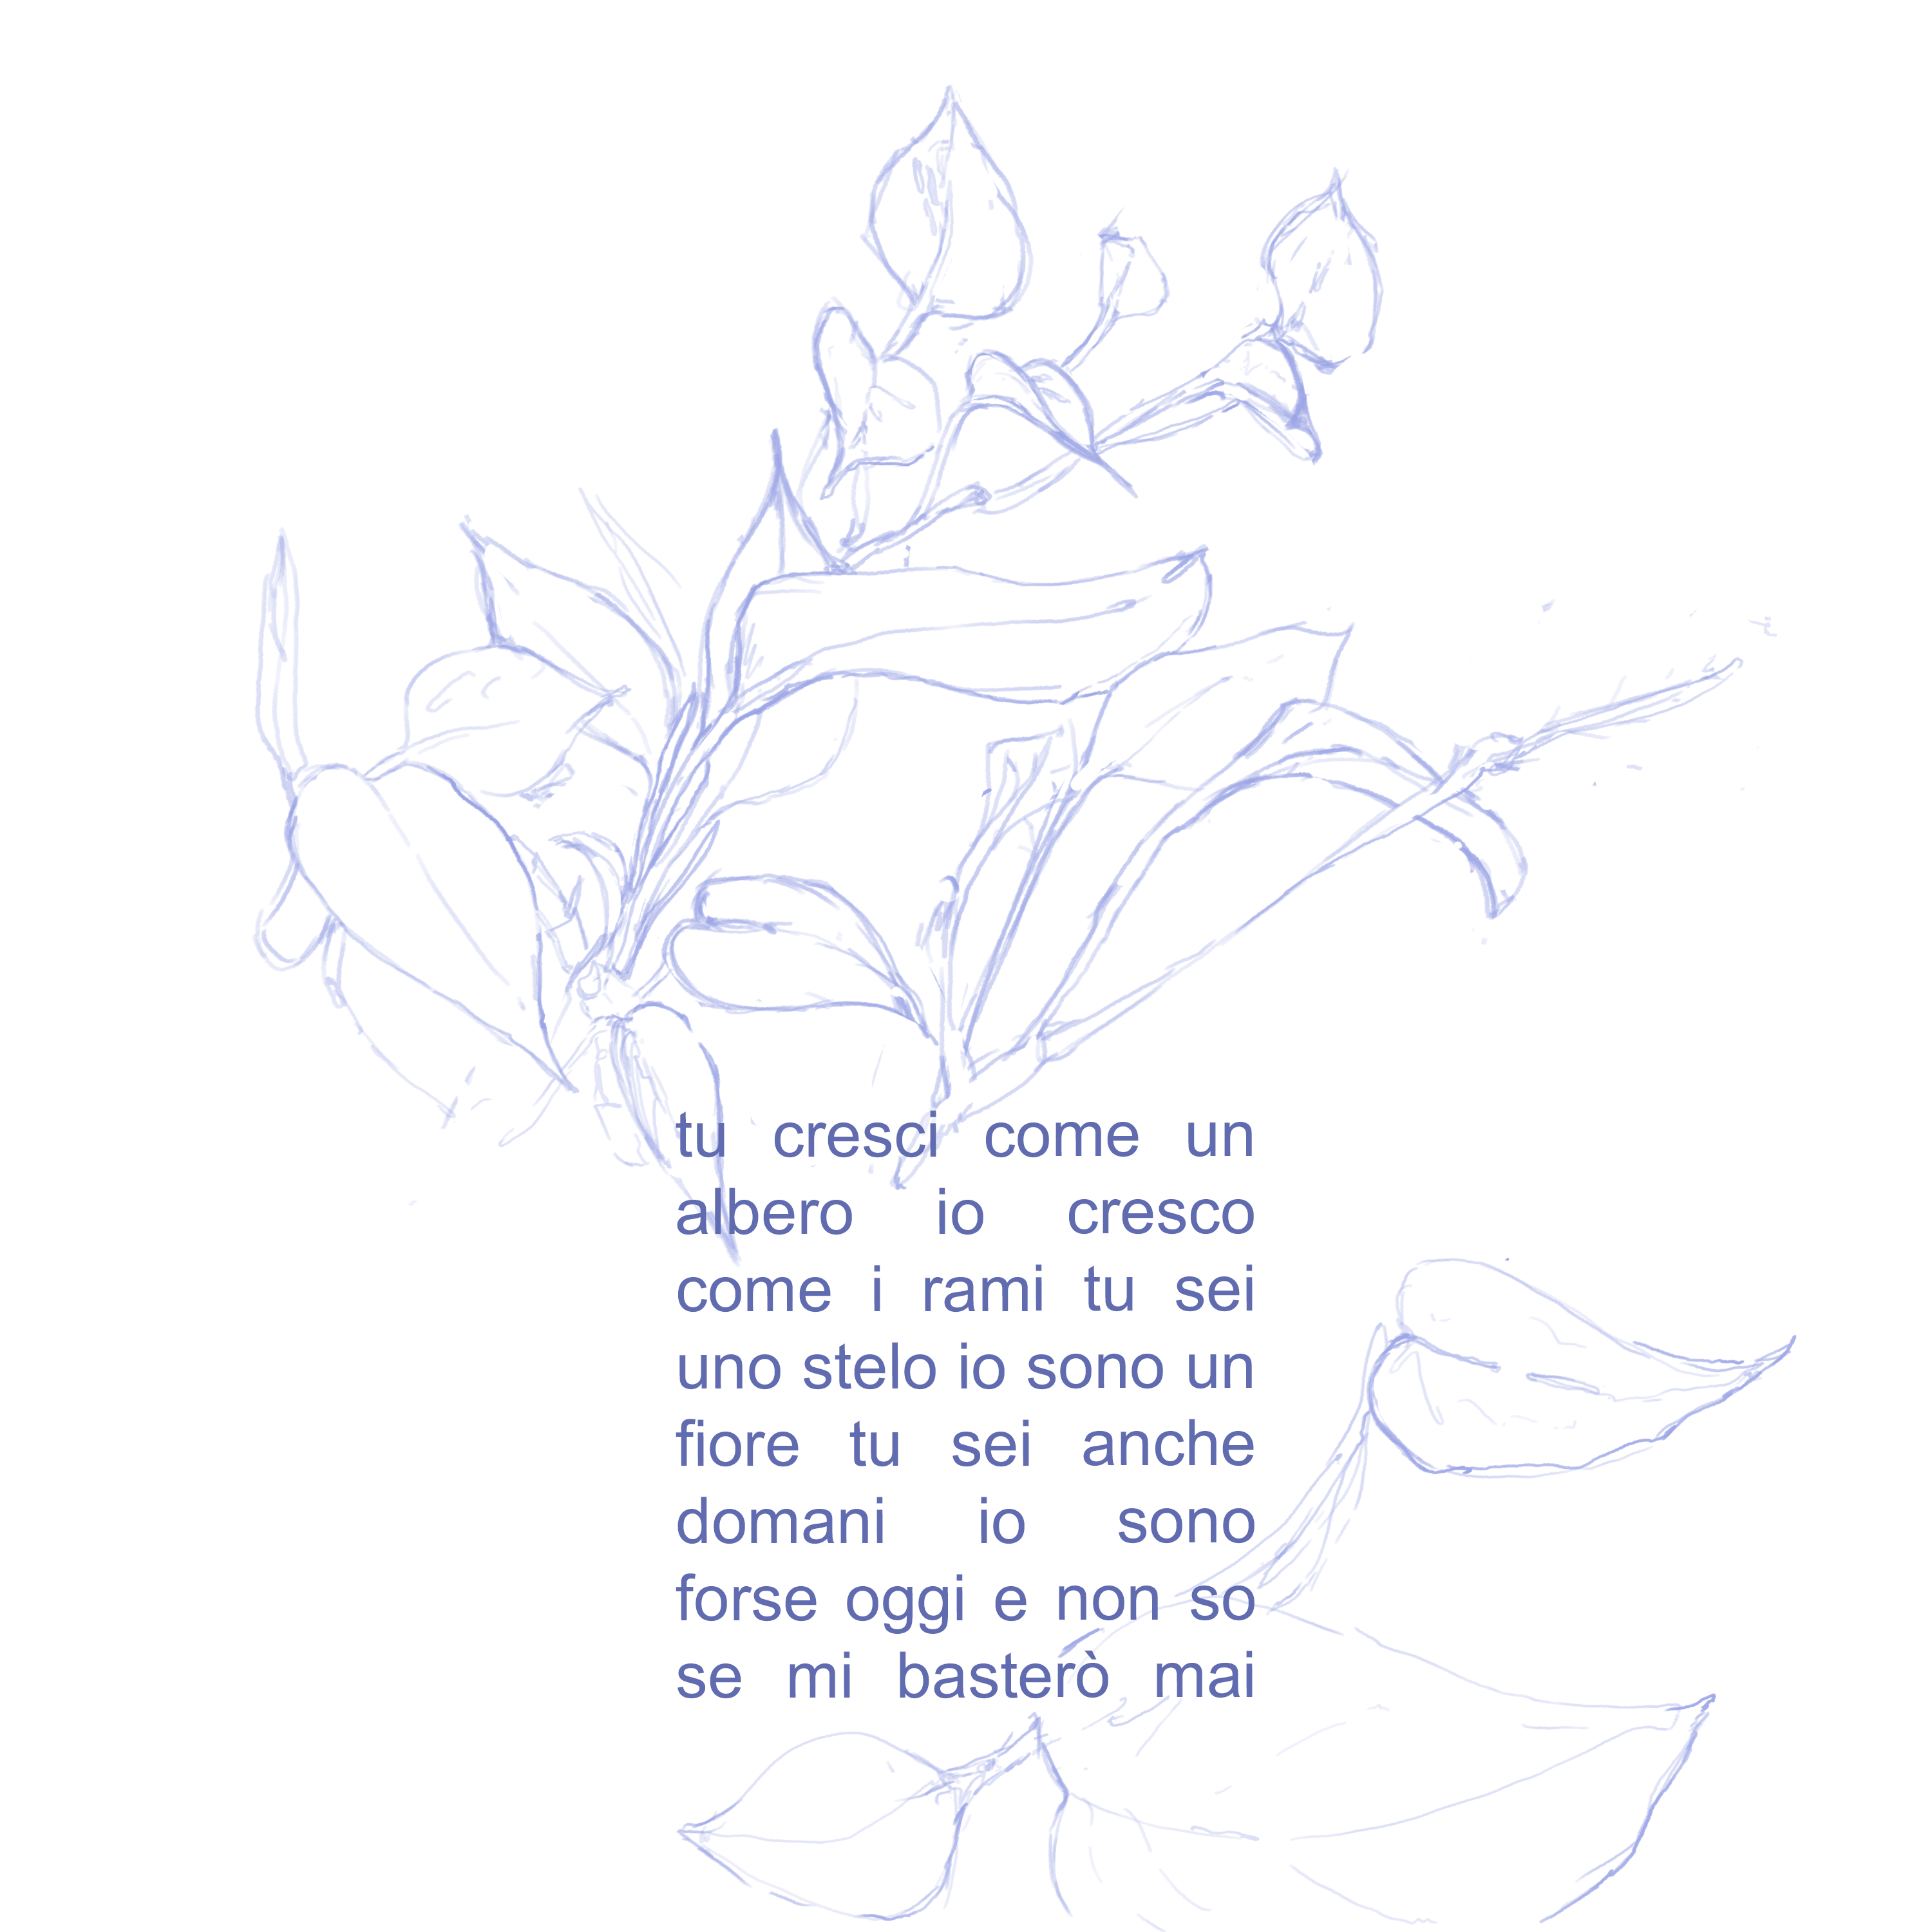 tu cresci come un
albero io cresco
come i rami tu sei
uno stelo io sono un
fiore tu sei anche
domani io sono
forse oggi e non so
se mi basterò mai